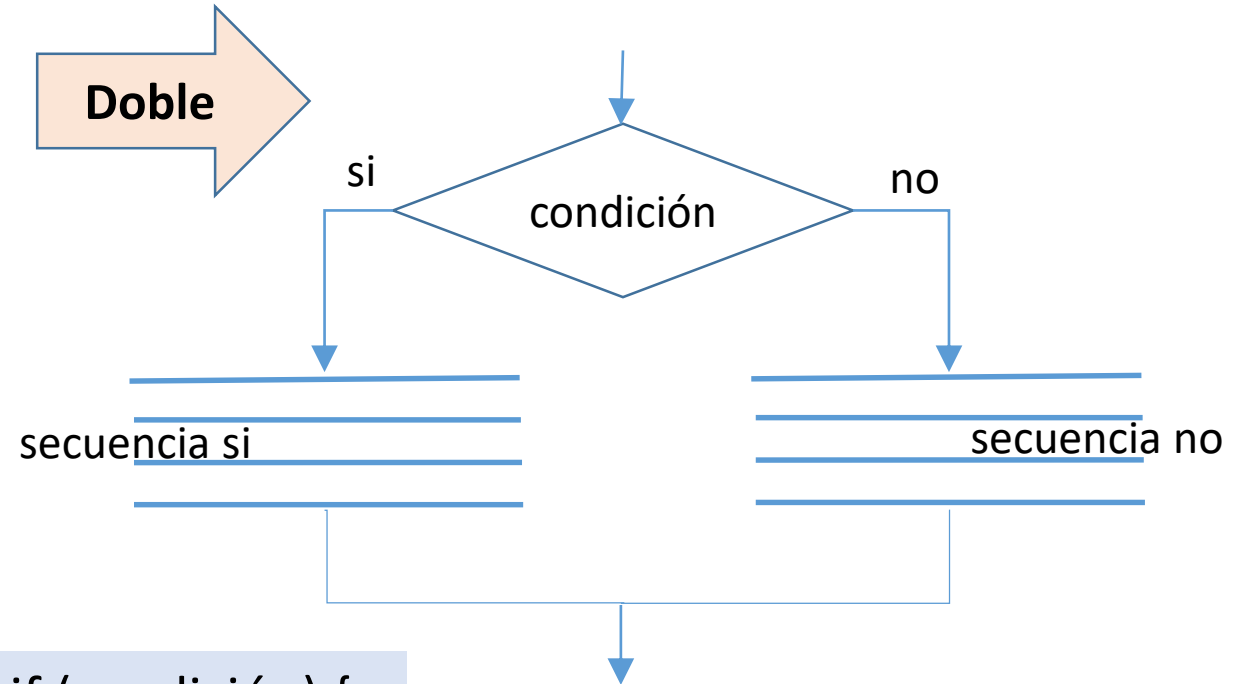 Doble
si
no
condición
secuencia si
secuencia no